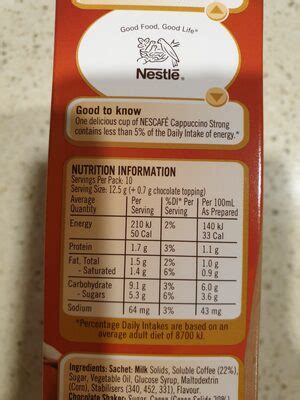 Good Food, Good Life*
Nestlé®
Good to know
One delicious cup of NESCAFÉ Cappuccino Strong
contains less than 5% of the Daily Intake of energy.*
NUTRITION INFORMATION
Servings Per Pack: 10
Serving Size: 12.5 g (+ 0.7 g chocolate topping)
Average Quantity Per Serving %DI* Per Serving Per 100mL As Prepared
Energy 210 kJ 2% 140 kJ
50 Cal 33 Cal
Protein 1.7 g 3% 1.1 g
Fat, Total 1.5 g 2% 1.0 g
- Saturated 1.4 g 6% 0.9 g
Carbohydrate 9.1 g 3% 6.0 g
- Sugars 5.3 g 6% 3.6 g
Sodium 64 mg 3% 43 mg
*Percentage Daily Intakes are based on an
average adult diet of 8700 kJ.
Ingredients: Sachet: Milk Solids, Soluble Coffee (22%),
Sugar, Vegetable Oil, Glucose Syrup, Maltodextrin
(Corn), Stabilisers (340, 452, 331), Flavour.
Chocolate Shaker: Sugar, Cocoa (Cocoa Solids 30%)